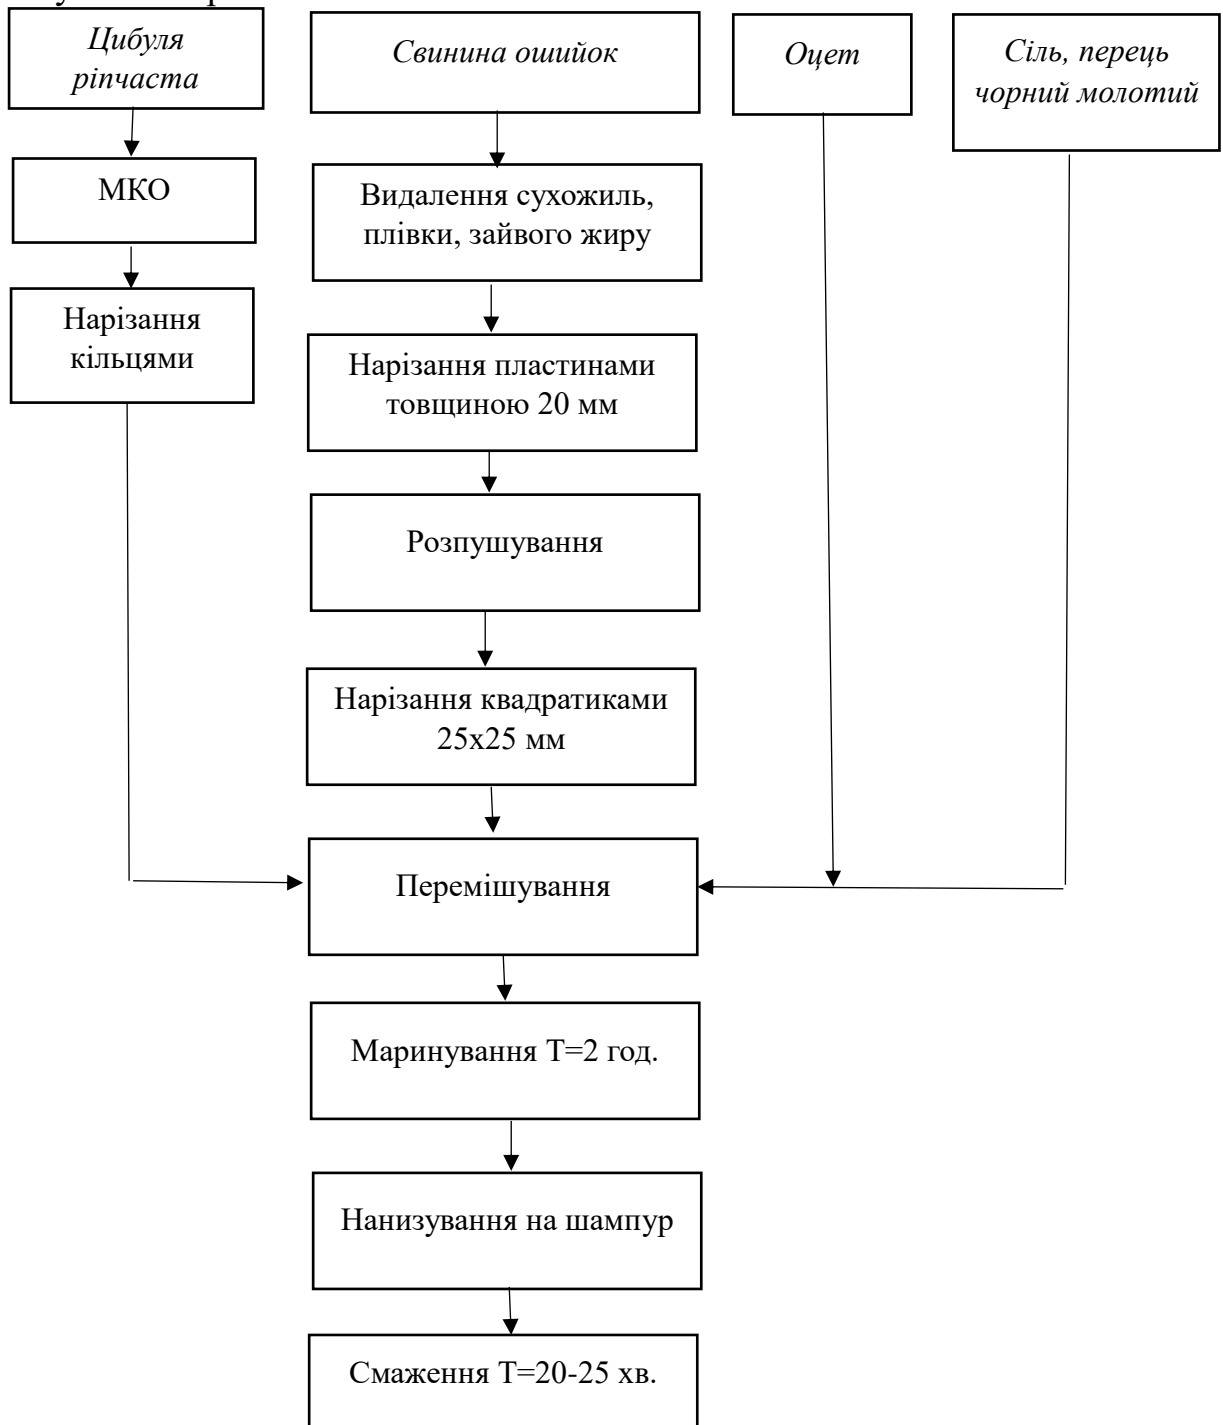 Цибуля
ріпчаста
Свинина ошийок
Оцет
Сіль, перець
чорний молотий
МКО
Видалення сухожиль,
плівки, зайвого жиру
Нарізання
кільцями
Нарізання пластинами
товщиною 20 мм
Розпушування
Нарізання квадратиками
25х25 мм
Перемішування
Маринування Т=2 год.
Нанизування на шампур
Смаження Т=20-25 хв.